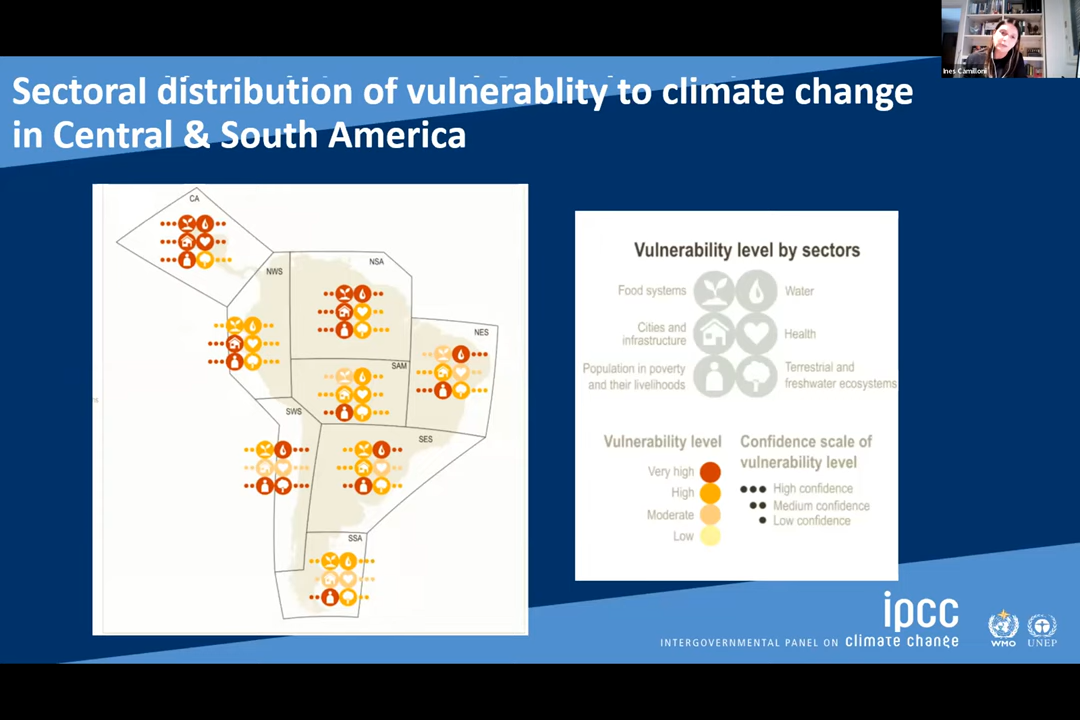 Ines Camilloni
Sectoral distribution of vulnerablity to climate change
in Central & South America
CA
NWS
NSA
NES
SAM
SWS
SES
SSA
Vulnerability level by sectors
Food systems
Water
Cities and
infrastructure
Health
Population in poverty
and their livelihoods
Terrestrial and
freshwater ecosystems
Vulnerability level
Very high
High
Moderate
Low
Confidence scale of
vulnerability level
High confidence
Medium confidence
Low confidence
ipcc
INTERGOVERNMENTAL PANEL ON climate change
WMO
UNEP